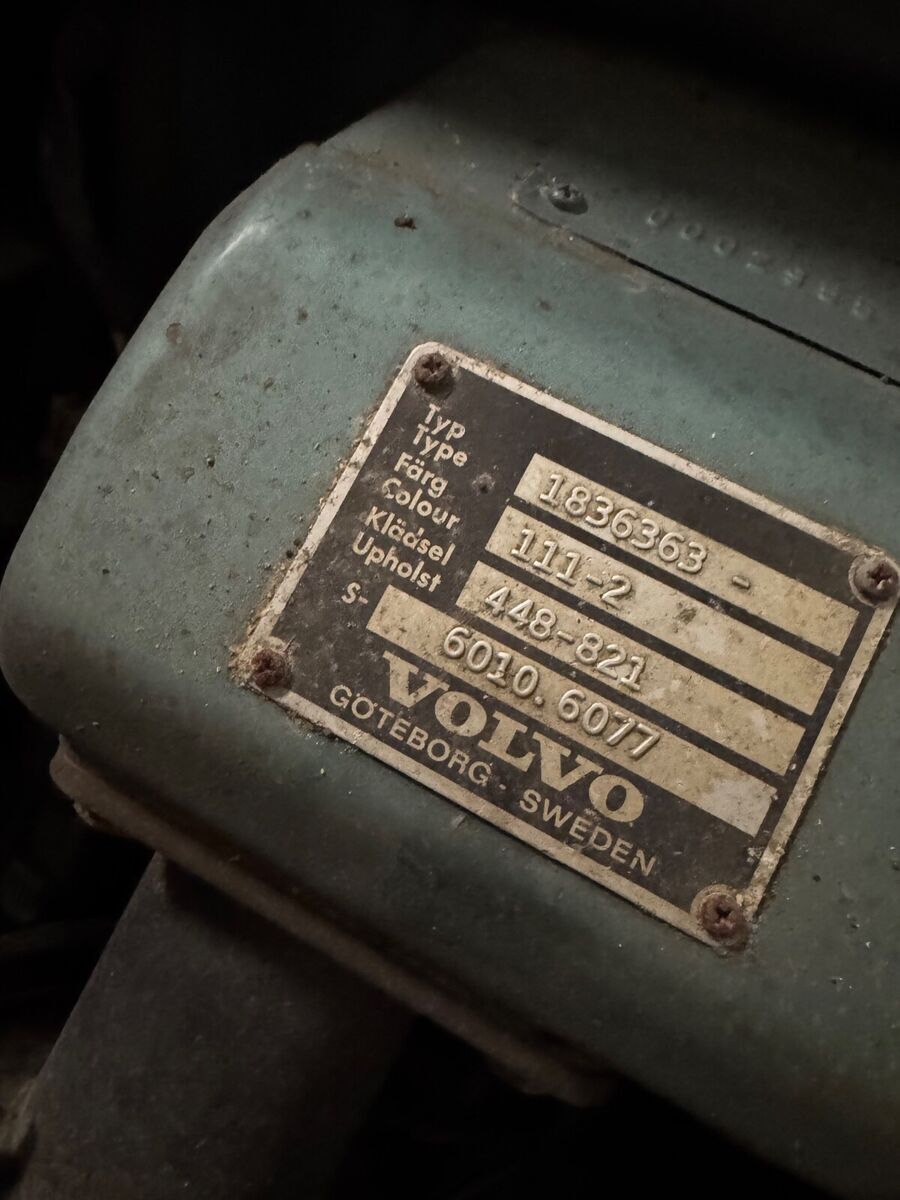 Typ
Type
1836363 -
Färg
Colour
111-2
Klädsel
Upholst
448-821
S-
6010.6077
VOLVO
GÖTEBORG · SWEDEN